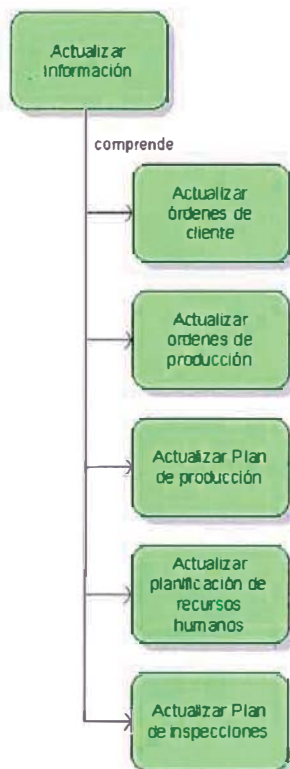 Actualizar
Información
comprende
Actualizar
órdenes de
cliente
Actualizar
ordenes de
producción
Actualizar Plan
de producción
Actualizar
planificación de
recursos
humanos
Actualizar Plan
de inspecciones